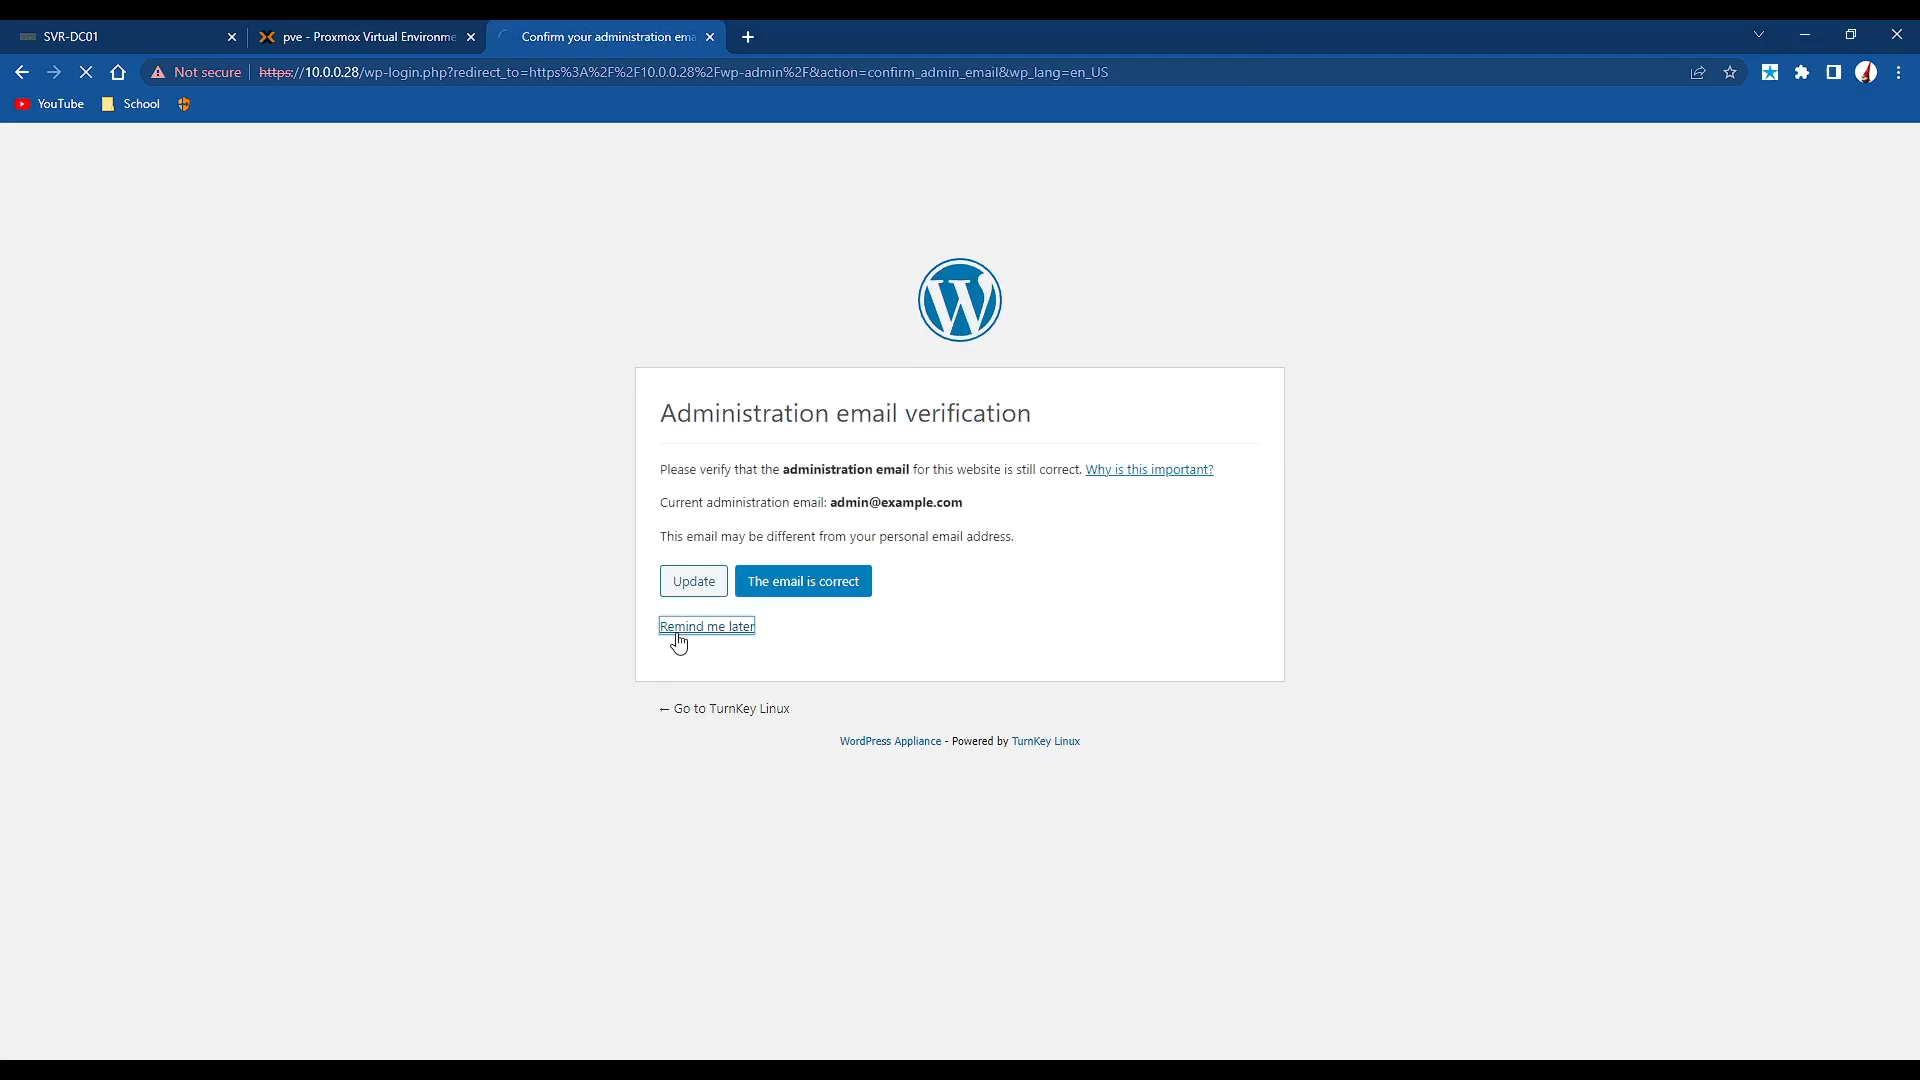 SVR-DC01
pve - Proxmox Virtual Environme
Confirm your administration ema
Not secure
https://10.0.0.28/wp-login.php?redirect_to=https%3A%2F%2F10.0.0.28%2Fwp-admin%2F&action=confirm_admin_email&wp_lang=en_US
YouTube
School
Administration email verification
Please verify that the administration email for this website is still correct. Why is this important?
Current administration email: admin@example.com
This email may be different from your personal email address.
Update
The email is correct
Remind me later
← Go to TurnKey Linux
WordPress Appliance - Powered by TurnKey Linux